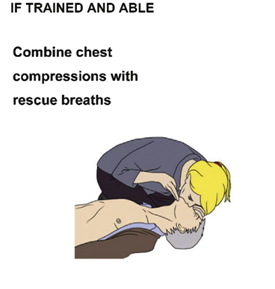 IF TRAINED AND ABLE
Combine chest
compressions with
rescue breaths